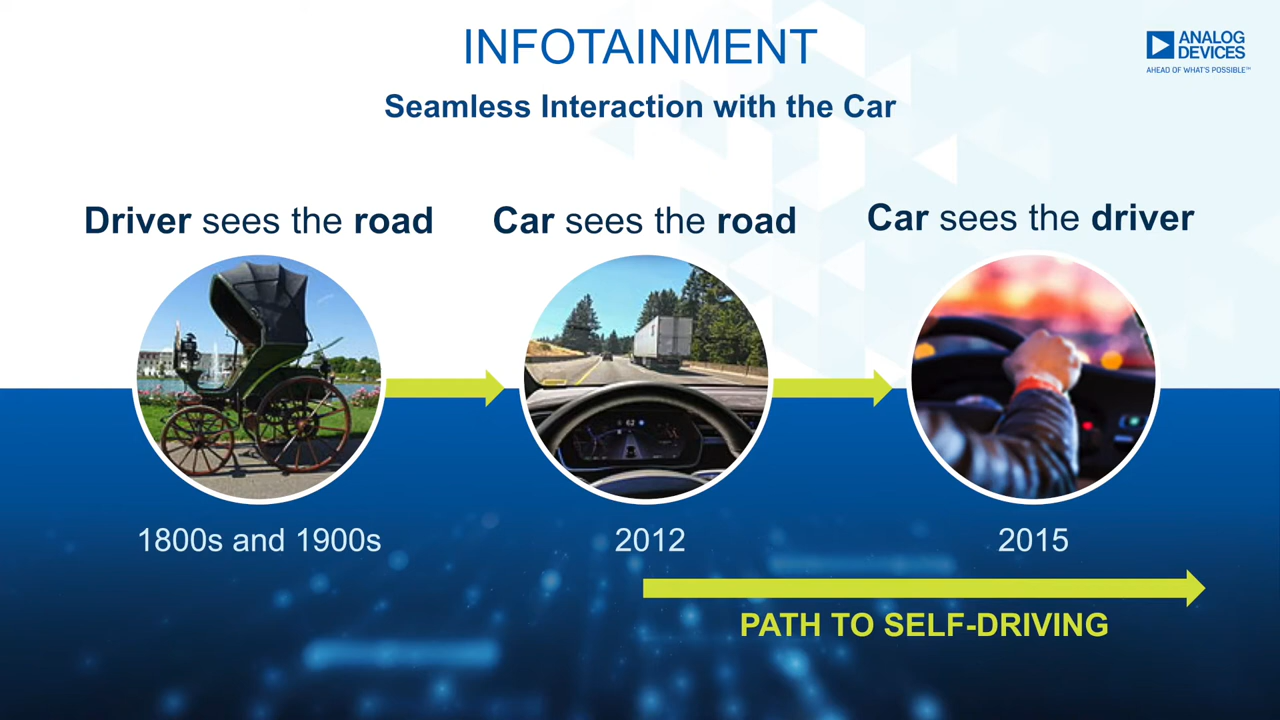 INFOTAINMENT
Seamless Interaction with the Car
ANALOG
DEVICES
AHEAD OF WHAT'S POSSIBLE™
Driver sees the road
Car sees the road
Car sees the driver
62
1800s and 1900s
2012
2015
PATH TO SELF-DRIVING